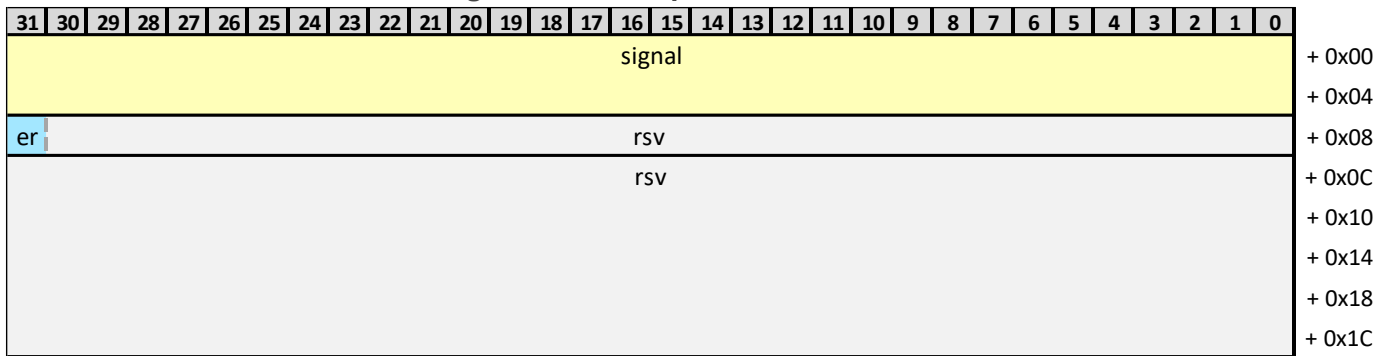 31 30 29 28 27 26 25 24 23 22 21 20 19 18 17 16 15 14 13 12 11 10 9 8 7 6 5 4 3 2 1 0
signal + 0x00
+ 0x04
er rsv + 0x08
rsv + 0x0C
+ 0x10
+ 0x14
+ 0x18
+ 0x1C